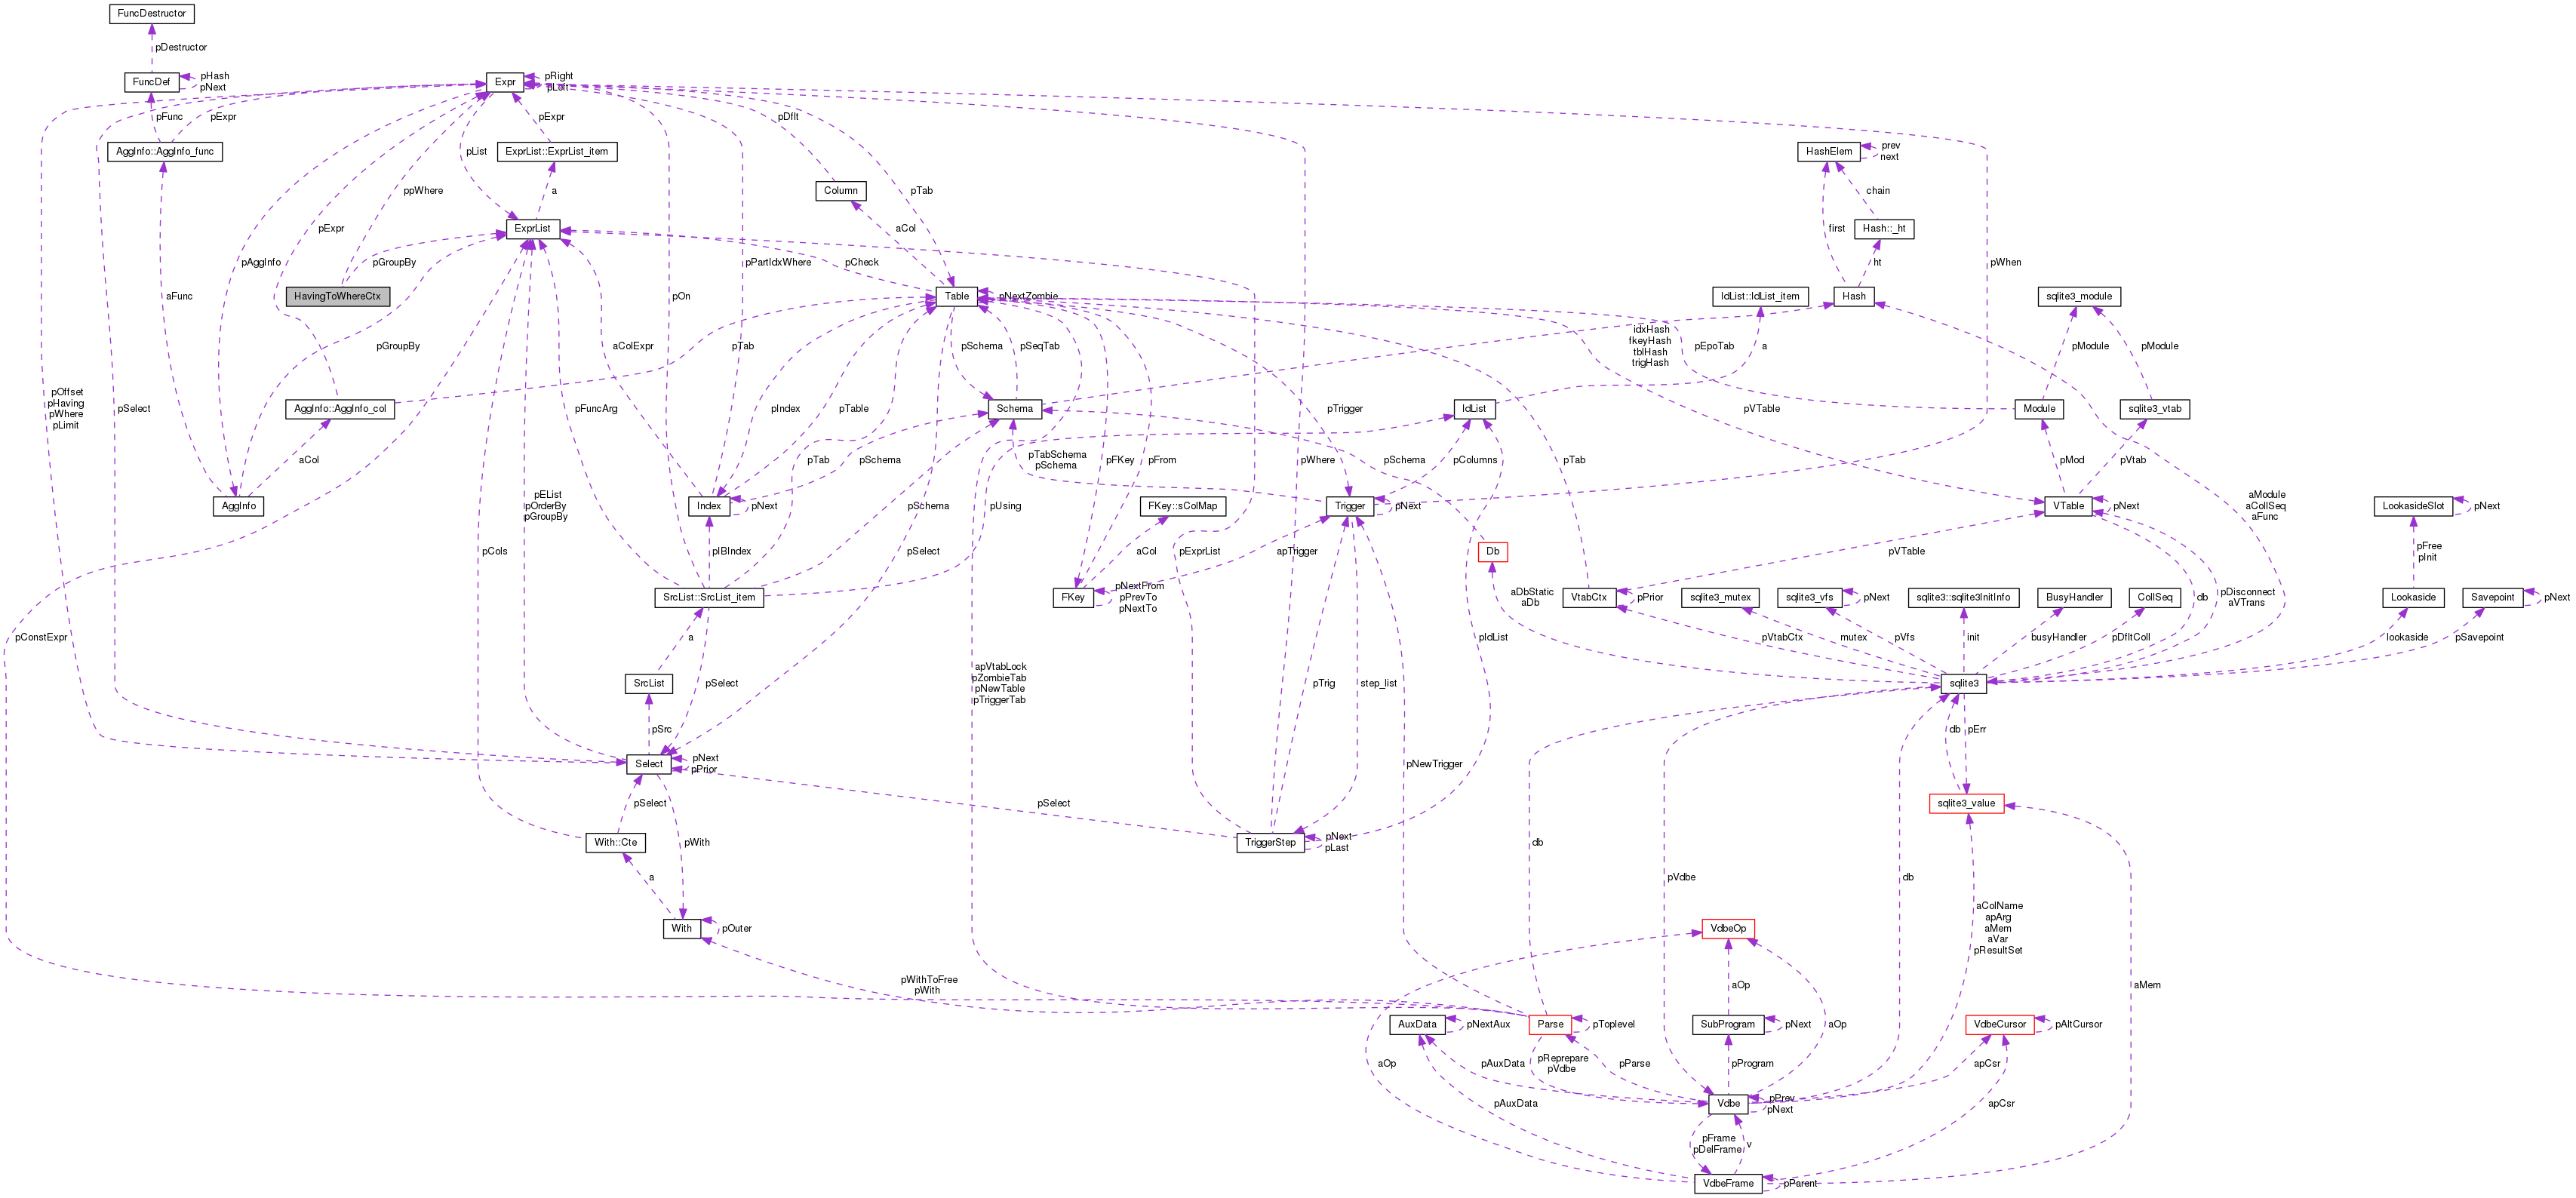 FuncDestructor
pDestructor
FuncDef
pHash
pNext
Expr
pRight
pLeft
pFunc
pExpr
pExpr
pDflt
AggInfo::AggInfo_func
ExprList::ExprList_item
pList
HashElem
prev
next
ppWhere
a
Column
pTab
chain
pExpr
ExprList
aCol
first
Hash::_ht
pAggInfo
pGroupBy
pPartIdxWhere
pCheck
ht
pWhen
aFunc
HavingToWhereCtx
pOn
Table
pNextZombie
IdList::IdList_item
Hash
sqlite3_module
pGroupBy
aColExpr
pTab
pSchema
pSeqTab
idxHash
fkeyHash
tblHash
trigHash
pEpoTab
a
pModule
pModule
pOffset
pHaving
pWhere
pLimit
pSelect
AggInfo::AggInfo_col
pFuncArg
pIndex
pTable
Schema
pTrigger
IdList
pVTable
Module
sqlite3_vtab
aCol
pTab
pSchema
pTabSchema
pSchema
pFKey
pFrom
pWhere
pSchema
pColumns
pTab
pMod
pVtab
AggInfo
pEList
pOrderBy
pGroupBy
Index
pNext
pSchema
pUsing
FKey::sColMap
Trigger
pNext
VTable
pNext
aModule
aCollSeq
aFunc
LookasideSlot
pNext
pCols
pIBIndex
pSelect
pExprList
aCol
apTrigger
Db
pVTable
pFree
pInit
SrcList::SrcList_item
FKey
pNextFrom
pPrevTo
pNextTo
aDbStatic
aDb
VtabCtx
pPrior
sqlite3_mutex
sqlite3_vfs
pNext
sqlite3::sqlite3InitInfo
BusyHandler
CollSeq
db
pDisconnect
aVTrans
Lookaside
Savepoint
pNext
pConstExpr
a
pIdList
pVtabCtx
mutex
pVfs
init
busyHandler
pDfltColl
lookaside
pSavepoint
SrcList
pSelect
apVtabLock
pZombieTab
pNewTable
pTriggerTab
pTrig
step_list
sqlite3
pSrc
db
pErr
Select
pNext
pPrior
pNewTrigger
pSelect
pSelect
sqlite3_value
With::Cte
pWith
TriggerStep
pNext
pLast
db
a
pVdbe
db
With
pOuter
VdbeOp
aColName
apArg
aMem
aVar
pResultSet
pWithToFree
pWith
aOp
aMem
AuxData
pNextAux
Parse
pToplevel
SubProgram
pNext
aOp
VdbeCursor
pAltCursor
aOp
pAuxData
pReprepare
pVdbe
pParse
pProgram
apCsr
pAuxData
Vdbe
pPrev
pNext
apCsr
pFrame
pDelFrame
v
VdbeFrame
pParent